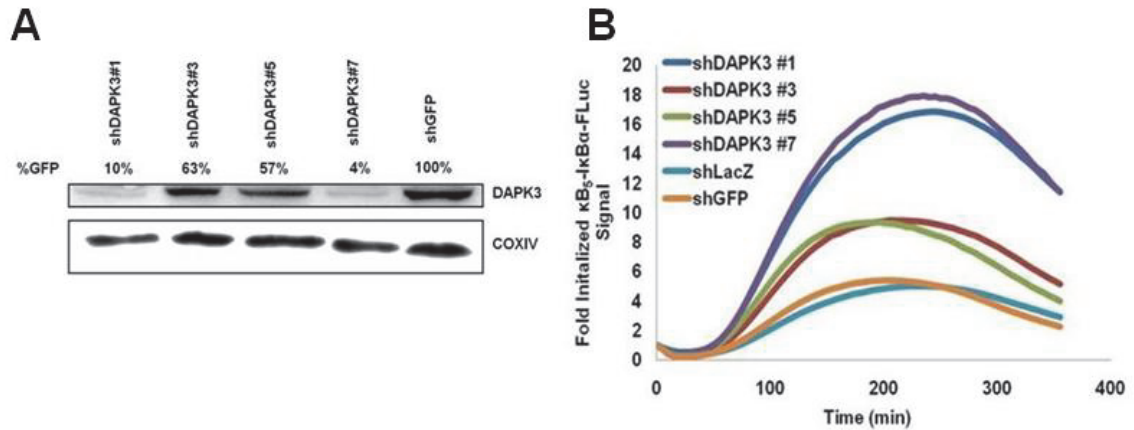 A
shDAPK3#1
shDAPK3#3
shDAPK3#5
shDAPK3#7
shGFP
%GFP 10% 63% 57% 4% 100%
DAPK3
COXIV
B
Fold Initalized κB₅-IκBα-FLuc
Signal
20
18
16
14
12
10
8
6
4
2
0
shDAPK3 #1
shDAPK3 #3
shDAPK3 #5
shDAPK3 #7
shLacZ
shGFP
0 100 200 300 400
Time (min)